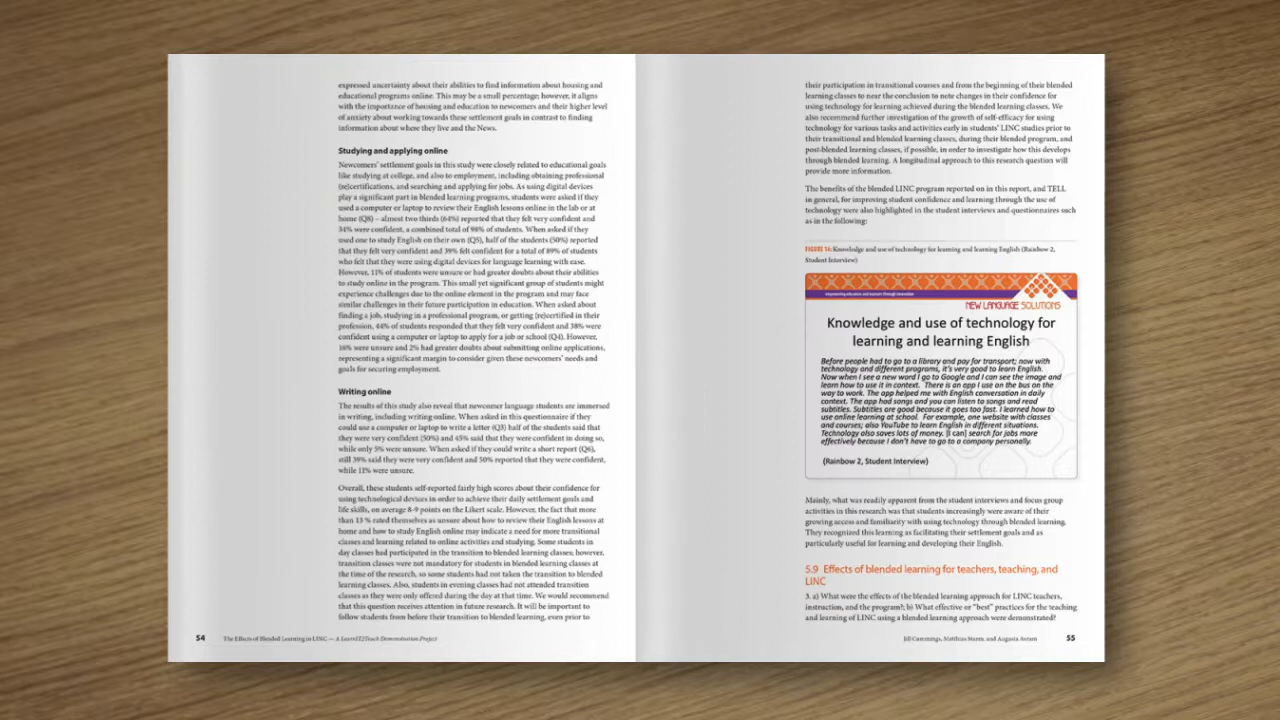 expressed uncertainty about their abilities to find information about housing and
educational programs online. This may be a small percentage; however, it aligns
with the importance of housing and education to newcomers and their higher level
of anxiety about working towards these settlement goals in contrast to finding
information about where they live and the News.
Studying and applying online
Newcomers' settlement goals in this study were closely related to educational goals
like studying at college, and also to employment, including obtaining professional
(re)certifications, and searching and applying for jobs. As using digital devices
play a significant part in blended learning programs, students were asked if they
used a computer or laptop to review their English lessons online in the lab or at
home (Q8) – almost two thirds (64%) reported that they felt very confident and
34% were confident, a combined total of 98% of students. When asked if they
used one to study English on their own (Q5), half of the students (50%) reported
that they felt very confident and 39% felt confident for a total of 89% of students
who felt that they were using digital devices for language learning with ease.
However, 11% of students were unsure or had greater doubts about their abilities
to study online in the program. This small yet significant group of students might
experience challenges due to the online element in the program and may face
similar challenges in their future participation in education. When asked about
finding a job, studying in a professional program, or getting (re)certified in their
profession, 44% of students responded that they felt very confident and 38% were
confident using a computer or laptop to apply for a job or school (Q4). However,
16% were unsure and 2% had greater doubts about submitting online applications,
representing a significant margin to consider given these newcomers' needs and
goals for securing employment.
Writing online
The results of this study also reveal that newcomer language students are immersed
in writing, including writing online. When asked in this questionnaire if they
could use a computer or laptop to write a letter (Q3) half of the students said that
they were very confident (50%) and 45% said that they were confident in doing so,
while only 5% were unsure. When asked if they could write a short report (Q6),
still 39% said they were very confident and 50% reported that they were confident,
while 11% were unsure.
Overall, these students self-reported fairly high scores about their confidence for
using technological devices in order to achieve their daily settlement goals and
life skills, on average 8-9 points on the Likert scale. However, the fact that more
than 13 % rated themselves as unsure about how to review their English lessons at
home and how to study English online may indicate a need for more transitional
classes and learning related to online activities and studying. Some students in
day classes had participated in the transition to blended learning classes; however,
transition classes were not mandatory for students in blended learning classes at
the time of the research, so some students had not taken the transition to blended
learning classes. Also, students in evening classes had not attended transition
classes as they were only offered during the day at that time. We would recommend
that this question receives attention in future research. It will be important to
follow students from before their transition to blended learning, even prior to
54 The Effects of Blended Learning in LINC — A LearnIT2Teach Demonstration Project
their participation in transitional courses and from the beginning of their blended
learning classes to near the conclusion to note changes in their confidence for
using technology for learning achieved during the blended learning classes. We
also recommend further investigation of the growth of self-efficacy for using
technology for various tasks and activities early in students' LINC studies prior to
their transitional and blended learning classes, during their blended program, and
post-blended learning classes, if possible, in order to investigate how this develops
through blended learning. A longitudinal approach to this research question will
provide more information.
The benefits of the blended LINC program reported on in this report, and TELL
in general, for improving student confidence and learning through the use of
technology were also highlighted in the student interviews and questionnaires such
as in the following:
FIGURE 16: Knowledge and use of technology for learning and learning English (Rainbow 2,
Student Interview)
empowering education and support through innovation
NEW LANGUAGE SOLUTIONS
Knowledge and use of technology for
learning and learning English
Before people had to go to a library and pay for transport; now with
technology and different programs, it's very good to learn English.
Now when I see a new word I go to Google and I can see the image and
learn how to use it in context. There is an app I use on the bus on the
way to work. The app helped me with English conversation in daily
context. The app had songs and you can listen to songs and read
subtitles. Subtitles are good because it goes too fast. I learned how to
use online learning at school. For example, one website with classes
and courses; also YouTube to learn English in different situations.
Technology also saves lots of money. [I can] search for jobs more
effectively because I don't have to go to a company personally.
(Rainbow 2, Student Interview)
Mainly, what was readily apparent from the student interviews and focus group
activities in this research was that students increasingly were aware of their
growing access and familiarity with using technology through blended learning.
They recognized this learning as facilitating their settlement goals and as
particularly useful for learning and developing their English.
5.9 Effects of blended learning for teachers, teaching, and
LINC
3. a) What were the effects of the blended learning approach for LINC teachers,
instruction, and the program?; b) What effective or "best" practices for the teaching
and learning of LINC using a blended learning approach were demonstrated?
Jill Cummings, Matthias Sturm, and Augusta Avram 55